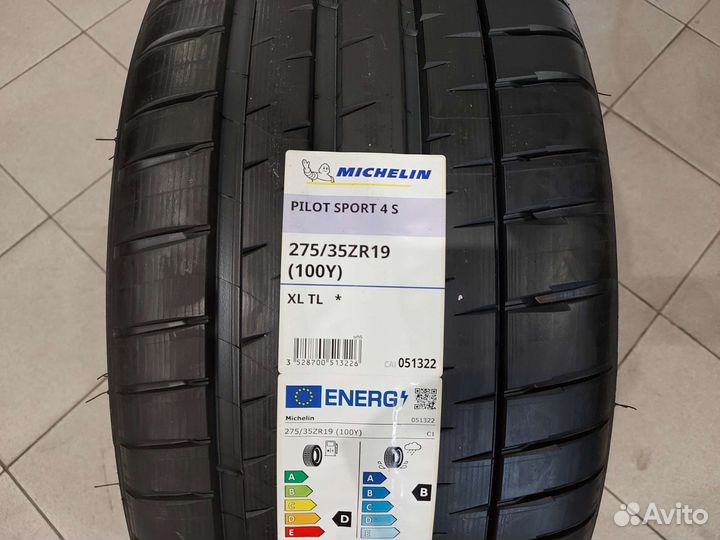 MICHELIN
PILOT SPORT 4 S
275/35ZR19
(100Y)
XL TL *
3 528700 513226
CAI 051322
ENERG
Michelin 051322
275/35ZR19 (100Y) C1
A A
B B B
C C
D D D
E E
Avito